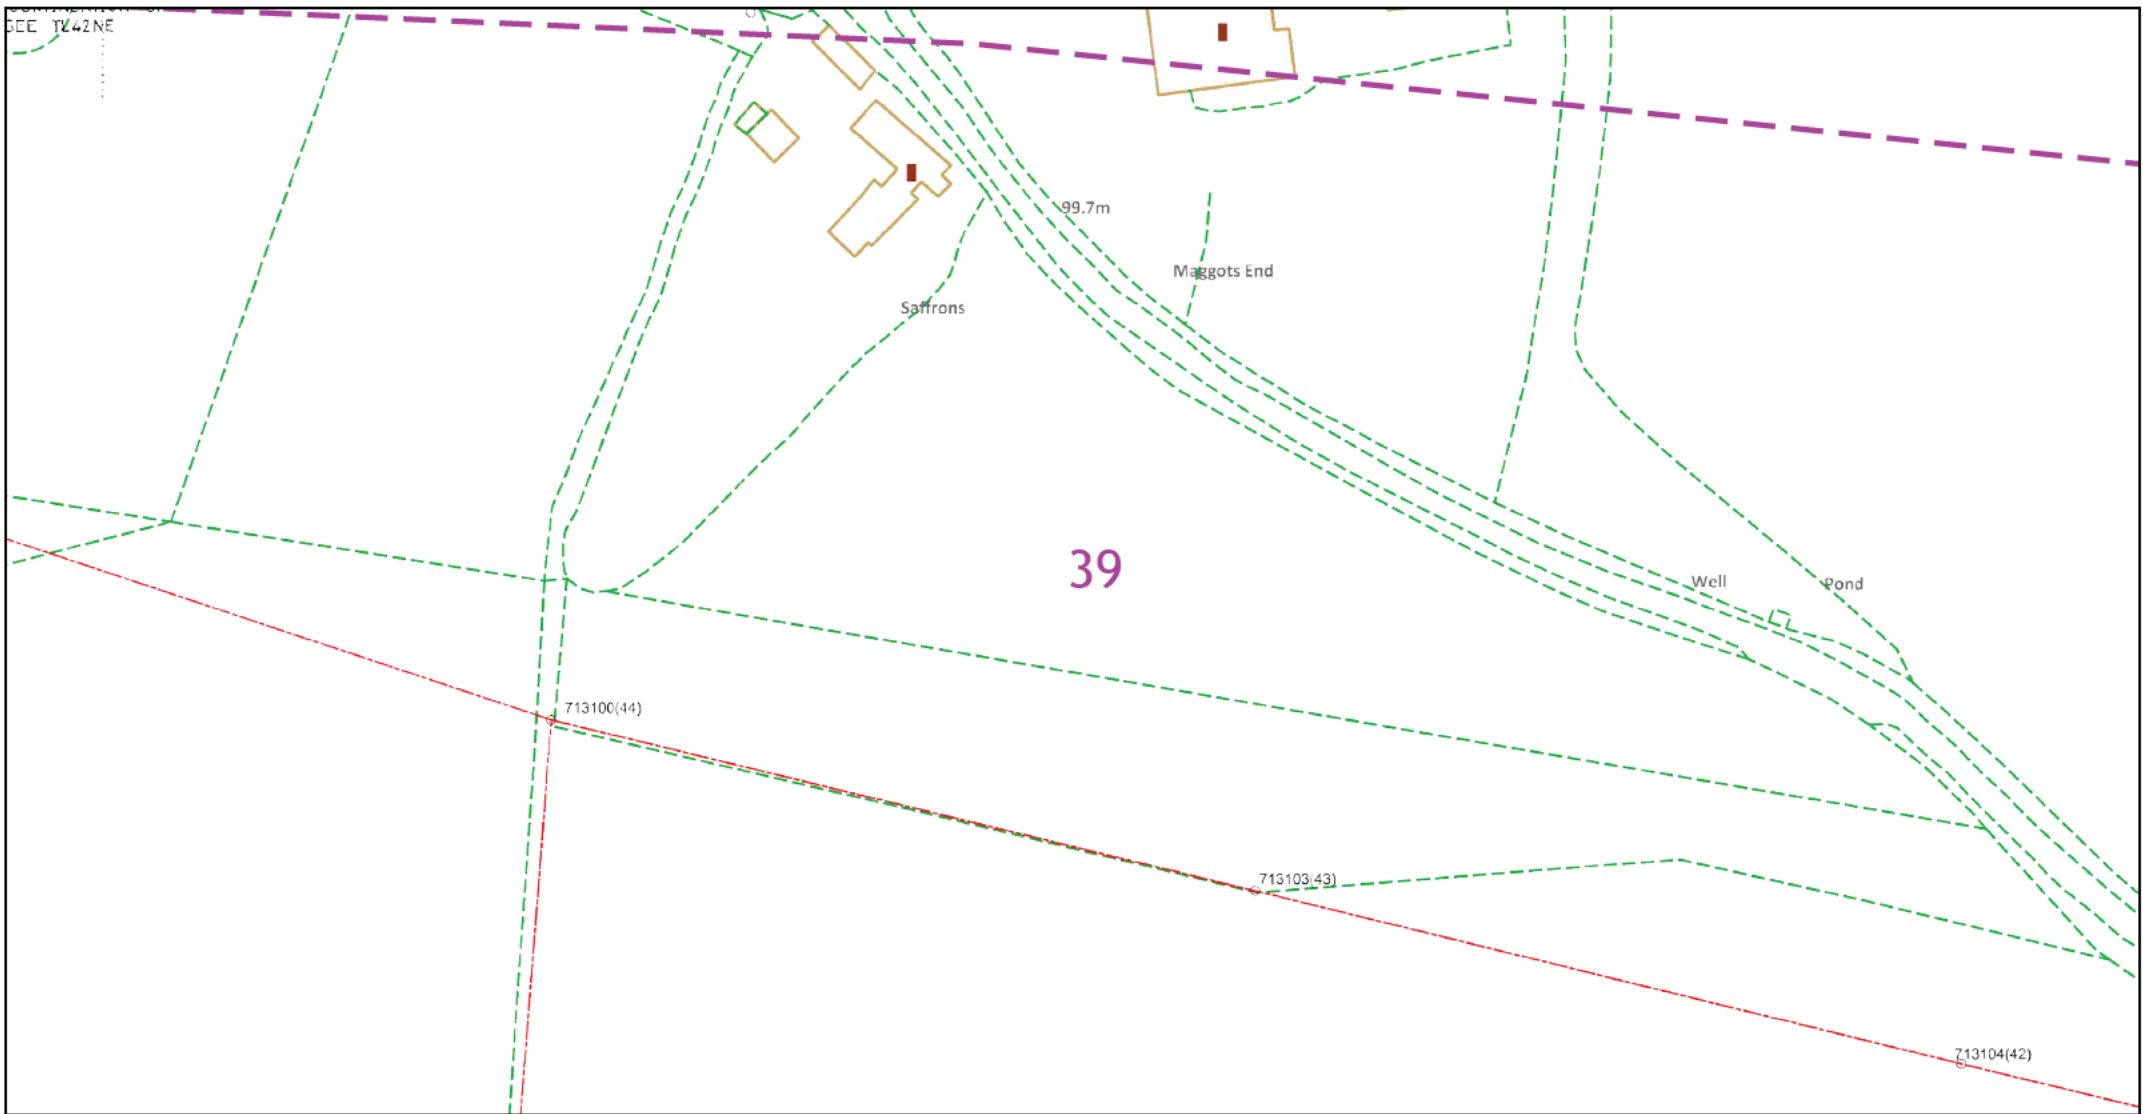 SEE TL42NE
99.7m
Maggots End
Saffrons
39
Well
Pond
713100(44)
713103(43)
713104(42)